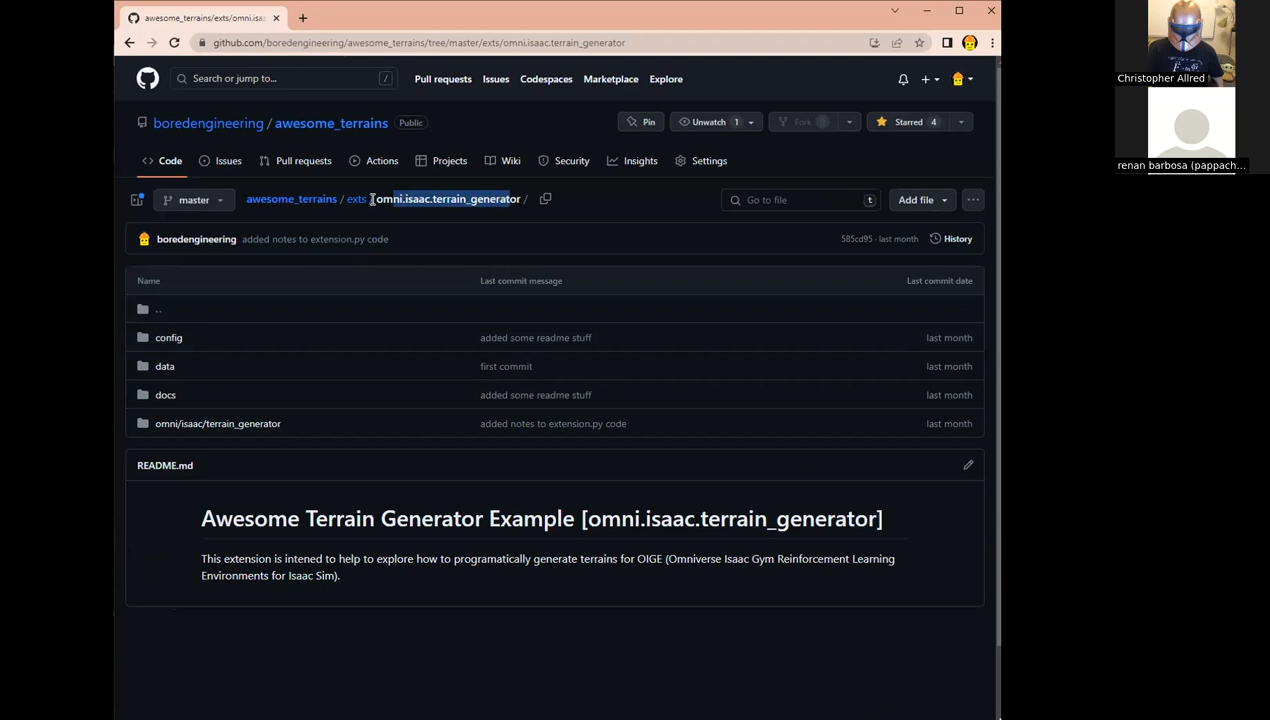 awesome_terrains/exts/omni.isaa
github.com/boredengineering/awesome_terrains/tree/master/exts/omni.isaac.terrain_generator
Search or jump to...
/
Pull requests
Issues
Codespaces
Marketplace
Explore
boredengineering / awesome_terrains
Public
Pin
Unwatch 1
Fork
Starred 4
Code
Issues
Pull requests
Actions
Projects
Wiki
Security
Insights
Settings
master
awesome_terrains / exts / omni.isaac.terrain_generator /
Go to file
t
Add file
boredengineering added notes to extension.py code
585cd95 · last month
History
Name
Last commit message
Last commit date
..
config
added some readme stuff
last month
data
first commit
last month
docs
added some readme stuff
last month
omni/isaac/terrain_generator
added notes to extension.py code
last month
README.md
Awesome Terrain Generator Example [omni.isaac.terrain_generator]
This extension is intened to help to explore how to programatically generate terrains for OIGE (Omniverse Isaac Gym Reinforcement Learning
Environments for Isaac Sim).
Christopher Allred
renan barbosa (pappach...